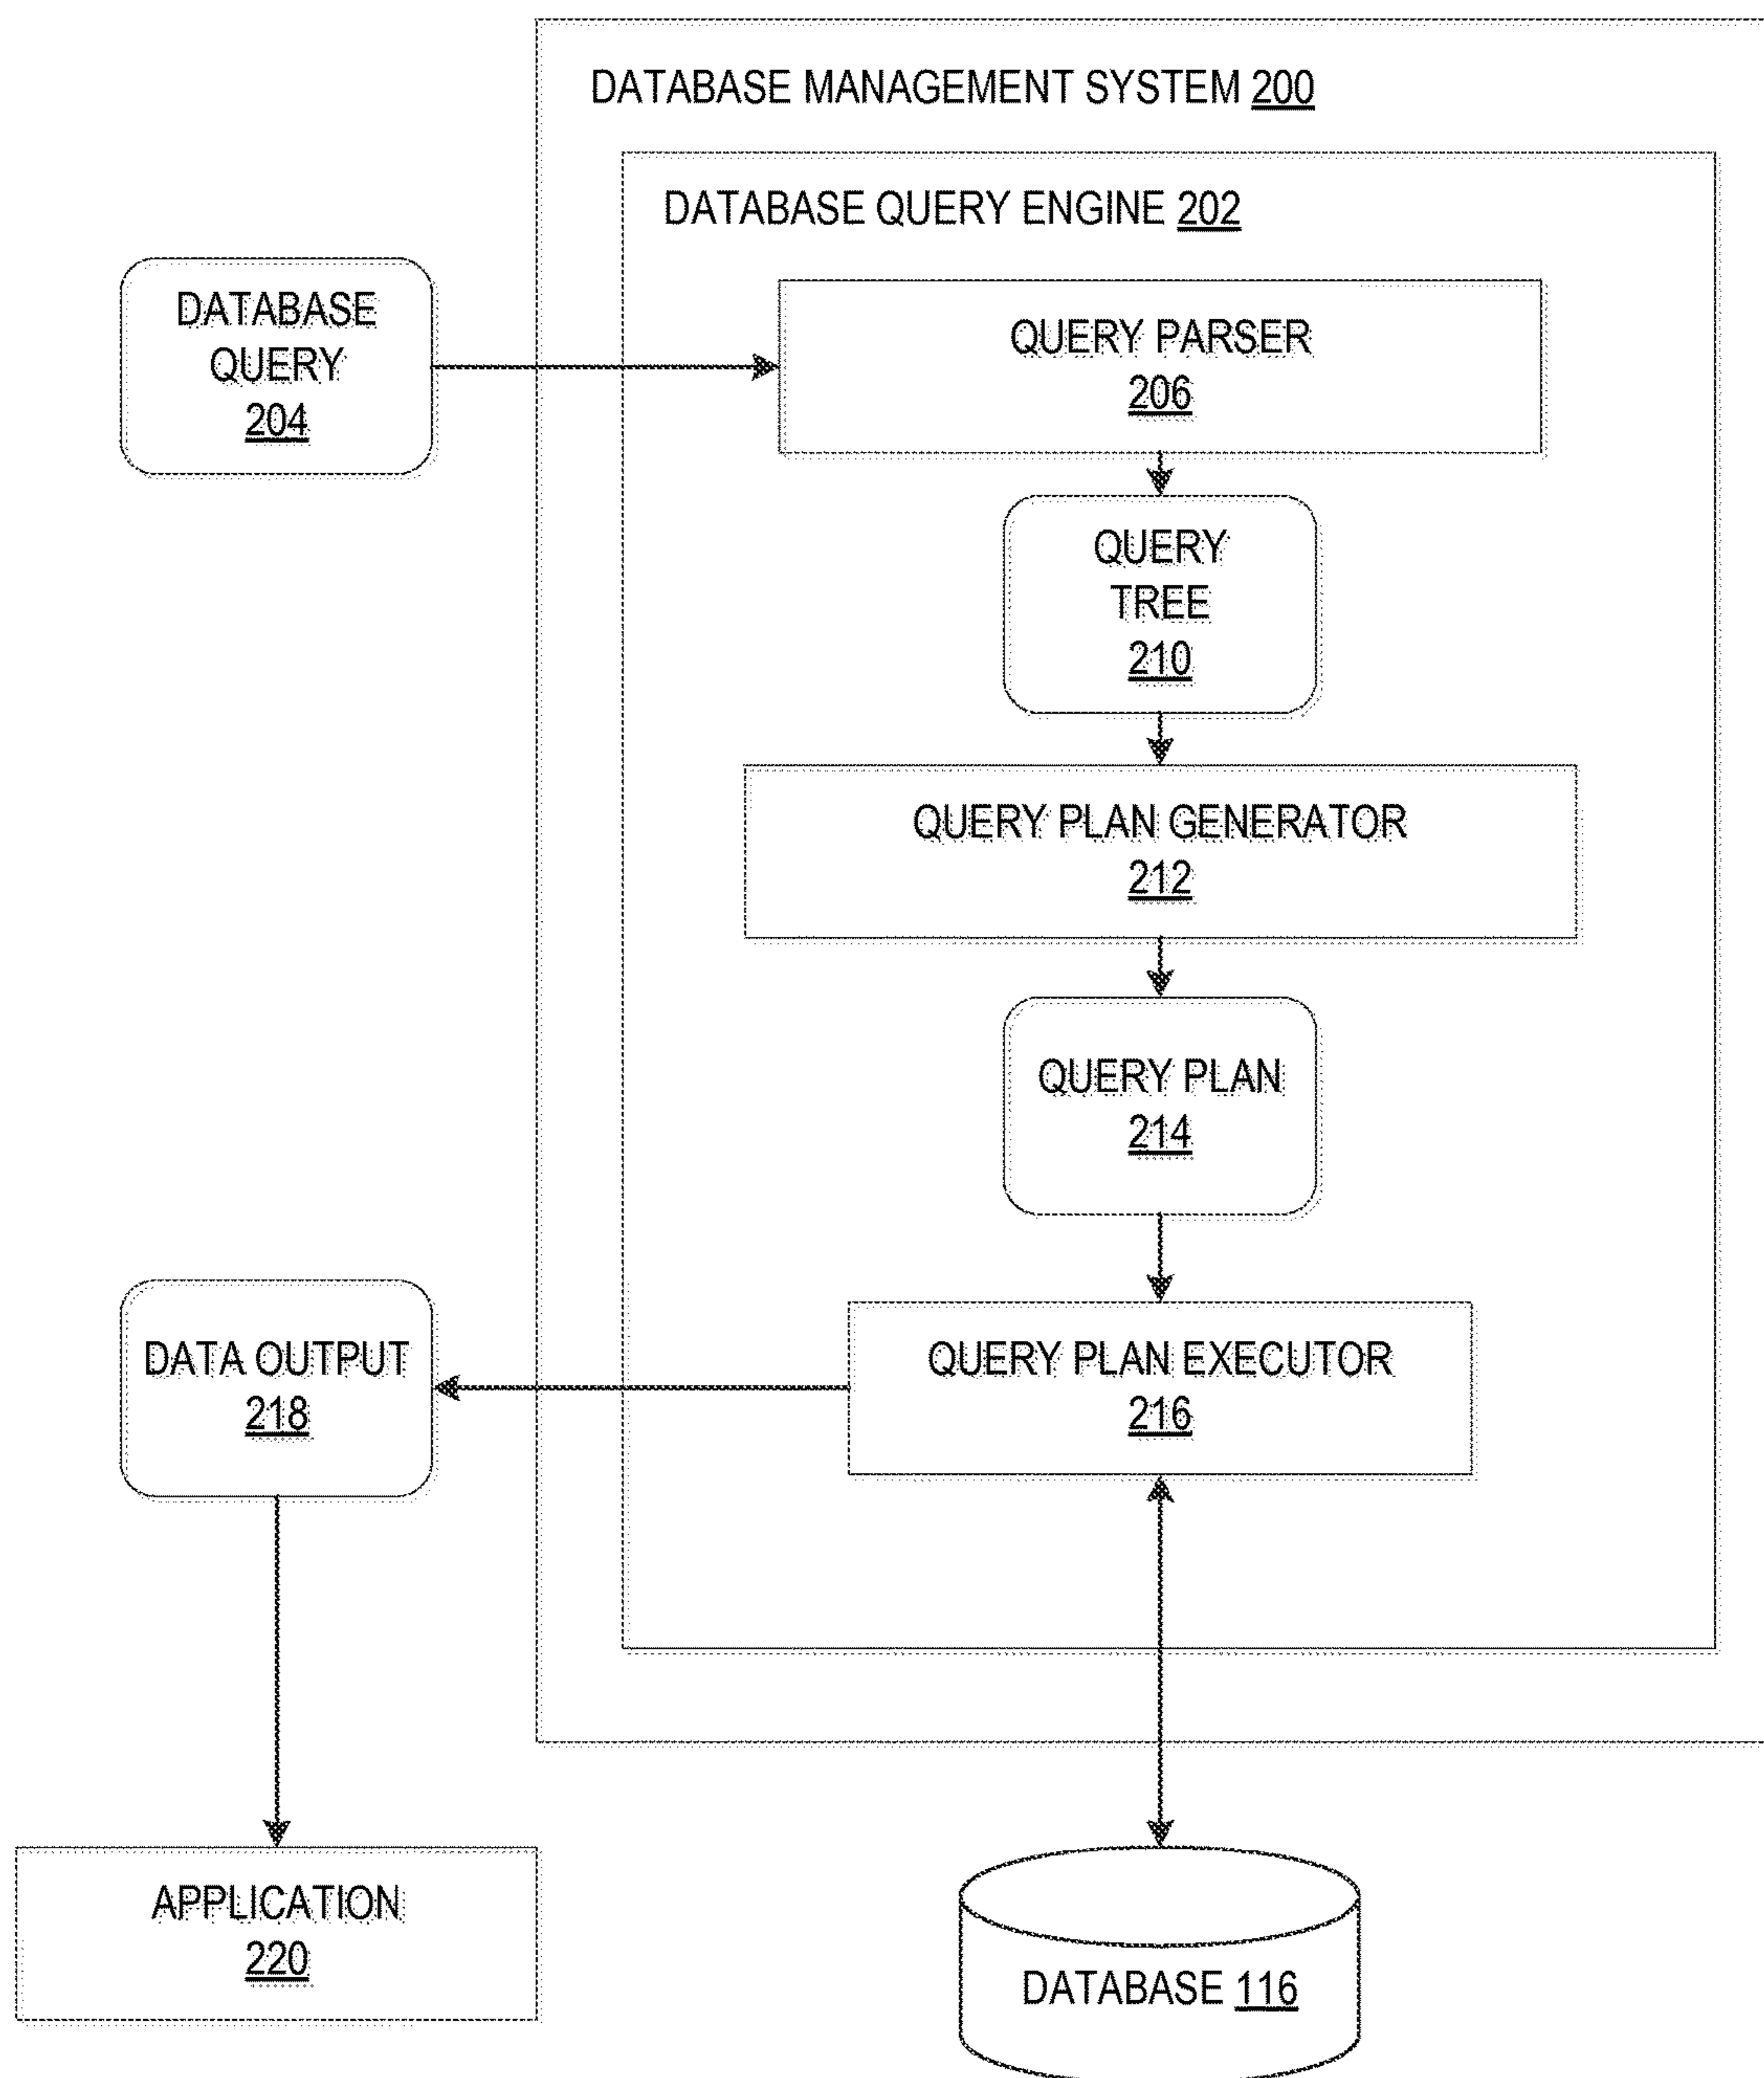 DATABASE MANAGEMENT SYSTEM 200
DATABASE QUERY ENGINE 202
DATABASE
QUERY
204
QUERY PARSER
206
QUERY
TREE
210
QUERY PLAN GENERATOR
212
QUERY PLAN
214
DATA OUTPUT
218
QUERY PLAN EXECUTOR
216
APPLICATION
220
DATABASE 116